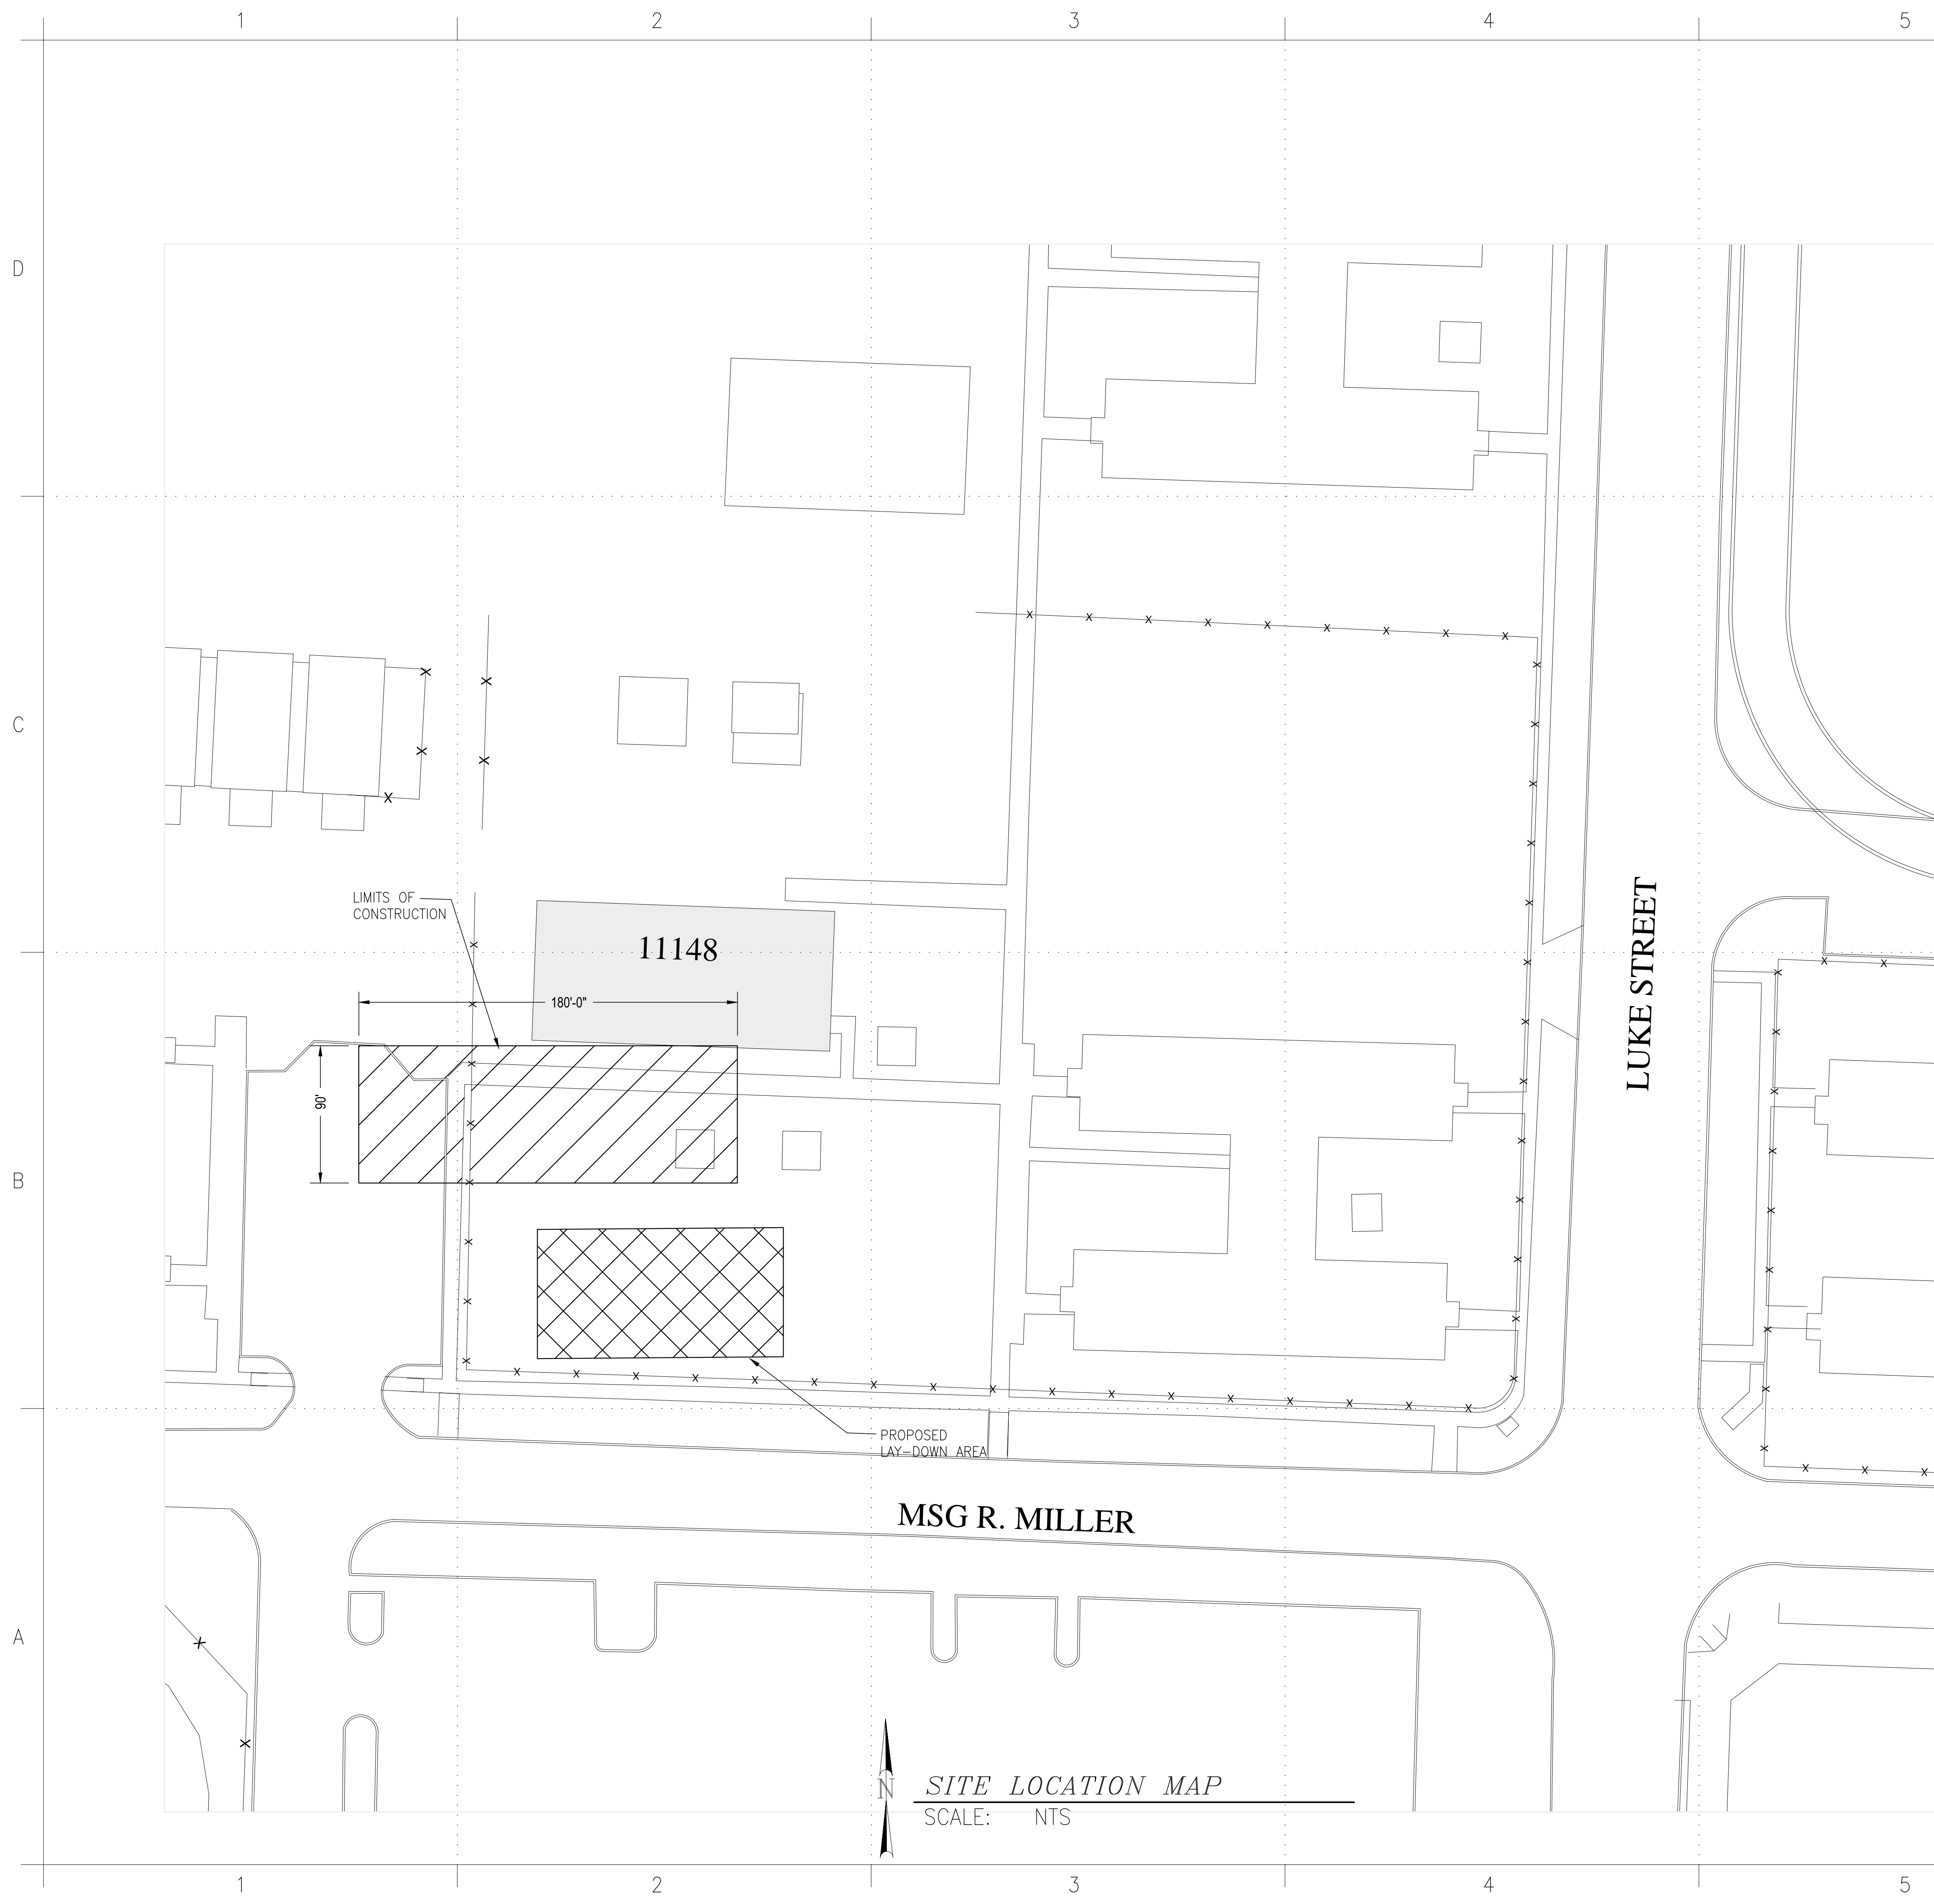 1 2 3 4 5
D
C
LIMITS OF
CONSTRUCTION
11148
180'-0"
LUKE STREET
90'
B
PROPOSED
LAY-DOWN AREA
MSG R. MILLER
A
N
SITE LOCATION MAP
SCALE: NTS
1 2 3 4 5